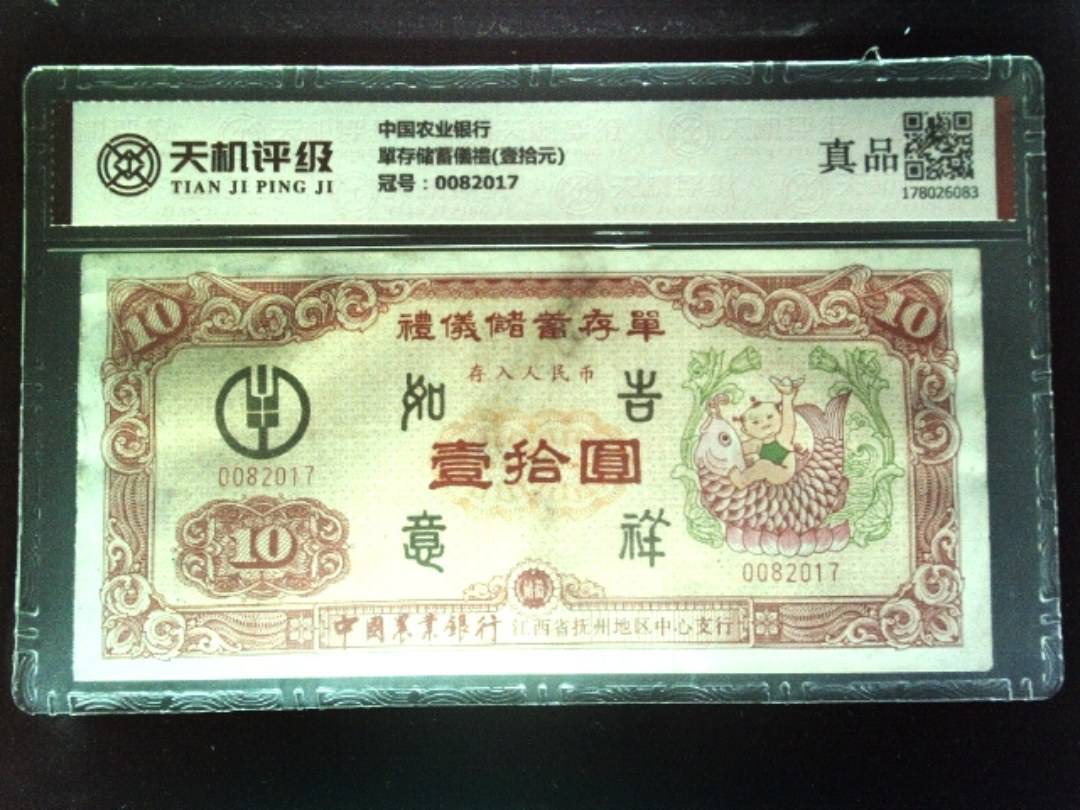 天机评级
TIAN JI PING JI
中国农业银行
單存储蓄儀禮(壹拾元)
冠号：0082017
真品
178026083
10
10
禮儀儲蓄存單
存入人民币
如 吉
壹拾圓
意 祥
0082017
10
0082017
中國農業銀行 江西省抚州地区中心支行